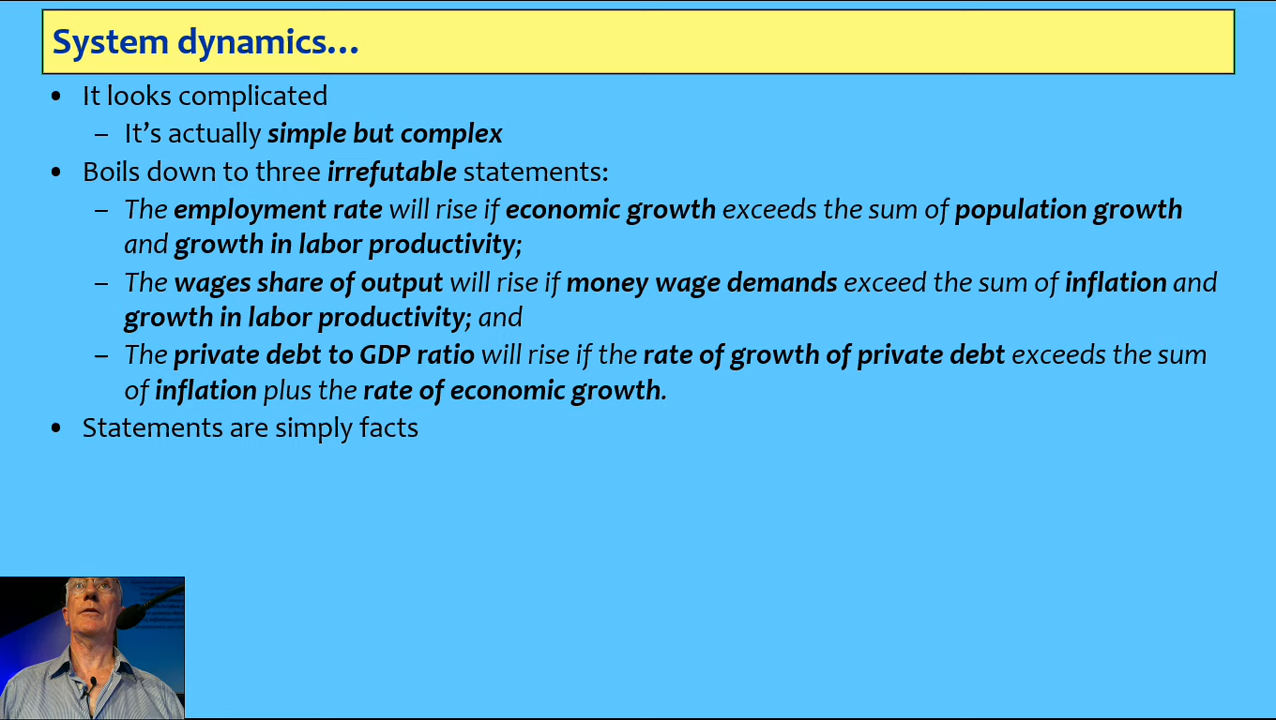 System dynamics...
• It looks complicated
– It's actually simple but complex
• Boils down to three irrefutable statements:
– The employment rate will rise if economic growth exceeds the sum of population growth
and growth in labor productivity;
– The wages share of output will rise if money wage demands exceed the sum of inflation and
growth in labor productivity; and
– The private debt to GDP ratio will rise if the rate of growth of private debt exceeds the sum
of inflation plus the rate of economic growth.
• Statements are simply facts